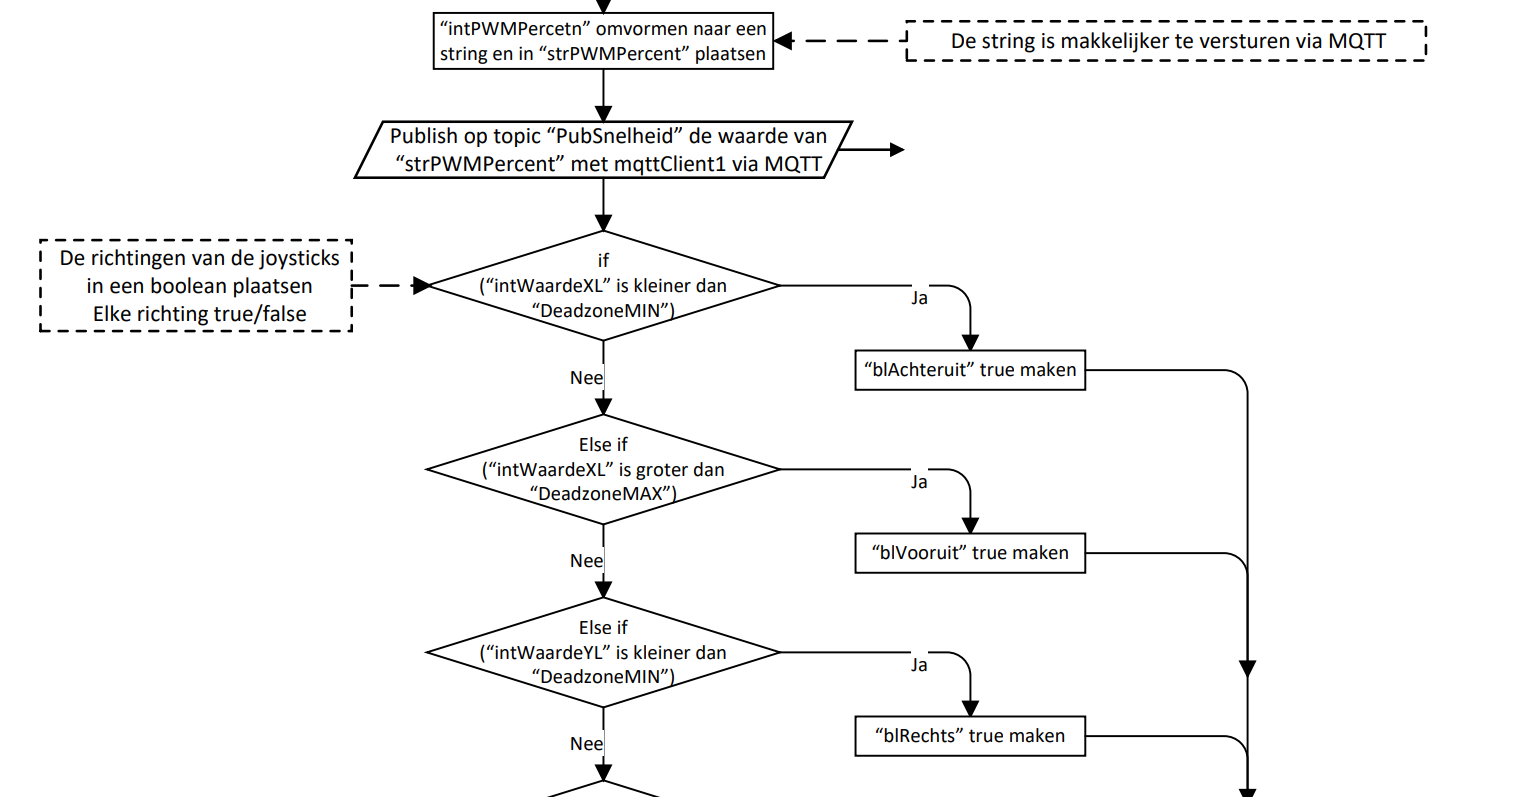 “intPWMPercetn” omvormen naar een
string en in “strPWMPercent” plaatsen
De string is makkelijker te versturen via MQTT
Publish op topic “PubSnelheid” de waarde van
“strPWMPercent” met mqttClient1 via MQTT
De richtingen van de joysticks
in een boolean plaatsen
Elke richting true/false
if
(“intWaardeXL” is kleiner dan
“DeadzoneMIN”)
Ja
“blAchteruit” true maken
Nee
Else if
(“intWaardeXL” is groter dan
“DeadzoneMAX”)
Ja
“blVooruit” true maken
Nee
Else if
(“intWaardeYL” is kleiner dan
“DeadzoneMIN”)
Ja
“blRechts” true maken
Nee